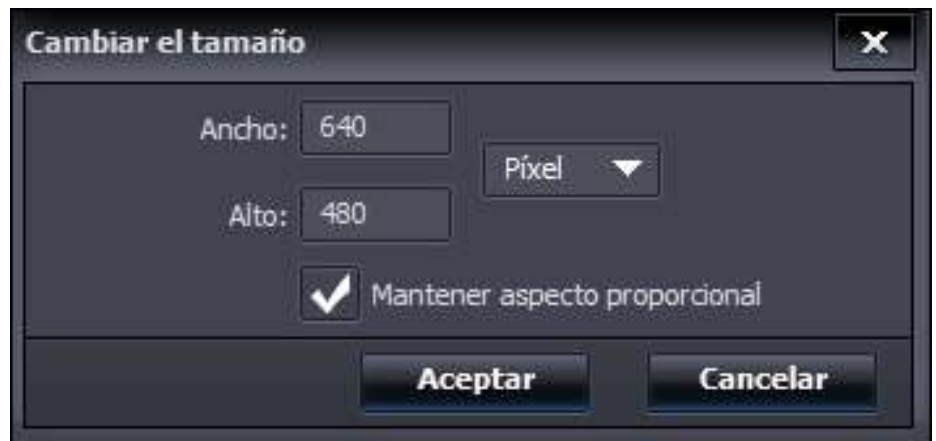 Cambiar el tamaño
Ancho: 640
Píxel
Alto: 480
Mantener aspecto proporcional
Aceptar Cancelar